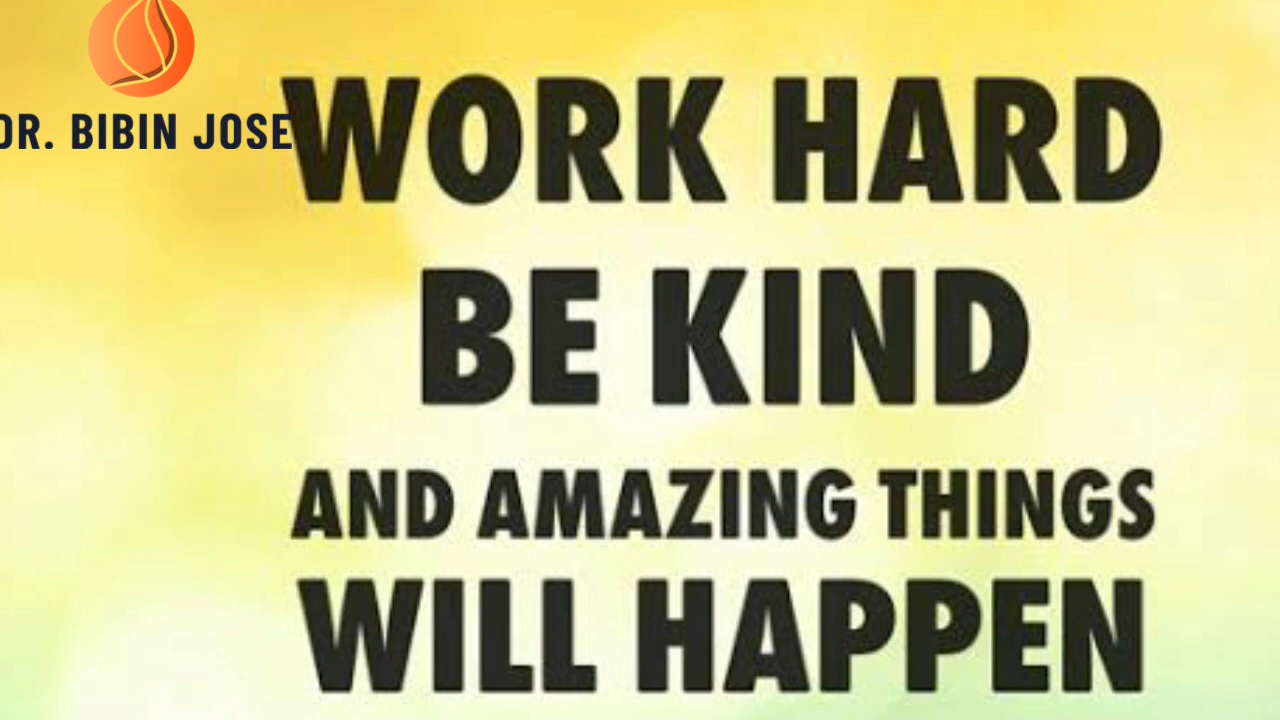 DR. BIBIN JOSE
WORK HARD
BE KIND
AND AMAZING THINGS
WILL HAPPEN